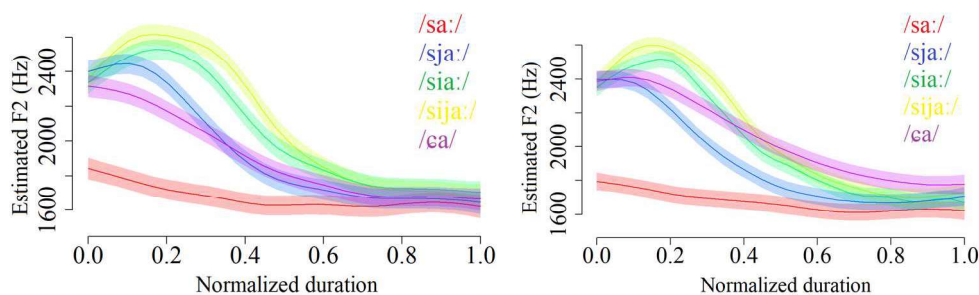 /saː/
/sjaː/
/siaː/
/sijaː/
/ɕa/
Estimated F2 (Hz)
1600
2000
2400
0.0 0.2 0.4 0.6 0.8 1.0
Normalized duration
/saː/
/sjaː/
/siaː/
/sijaː/
/ɕa/
Estimated F2 (Hz)
1600
2000
2400
0.0 0.2 0.4 0.6 0.8 1.0
Normalized duration